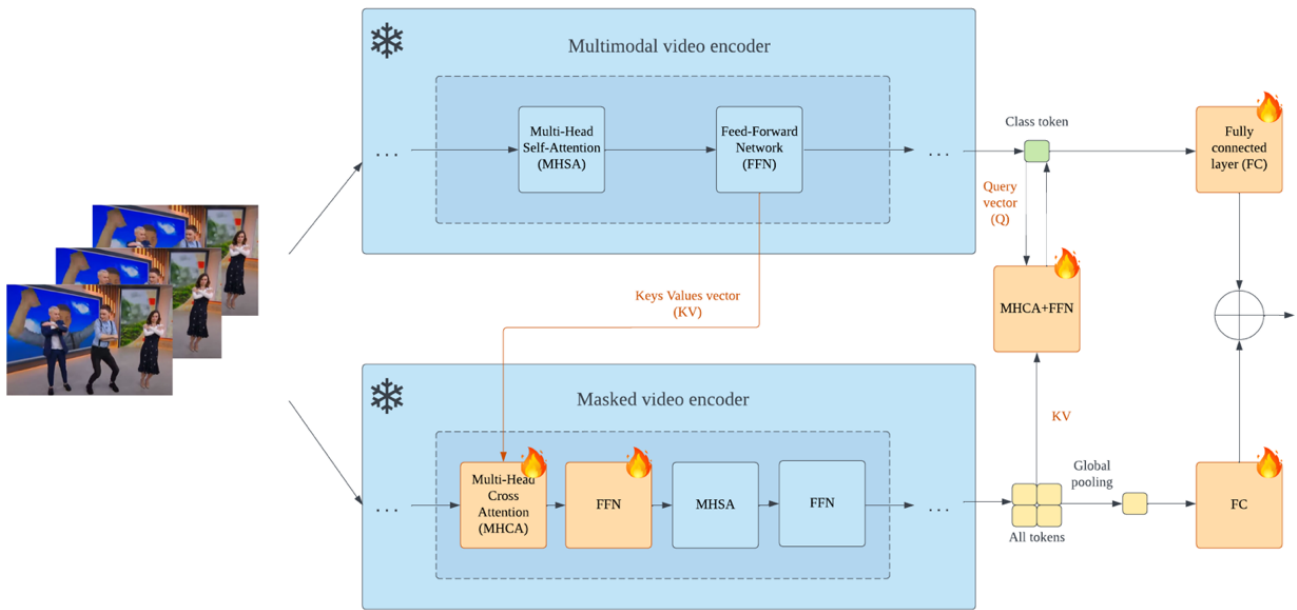 Multimodal video encoder
...
Multi-Head
Self-Attention
(MHSA)
Feed-Forward
Network
(FFN)
...
Class token
Fully
connected
layer (FC)
Query
vector
(Q)
Keys Values vector
(KV)
MHCA+FFN
KV
Masked video encoder
...
Multi-Head
Cross
Attention
(MHCA)
FFN
MHSA
FFN
...
Global
pooling
All tokens
FC